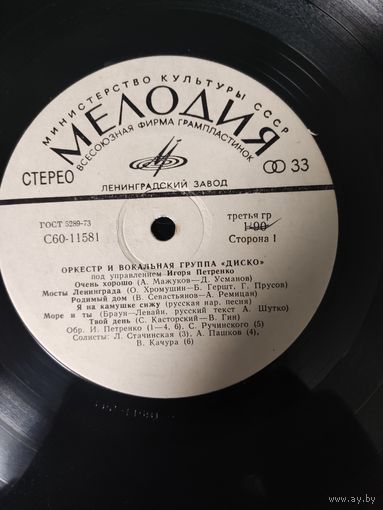 МИНИСТЕРСТВО КУЛЬТУРЫ СССР
МЕЛОДИЯ
ВСЕСОЮЗНАЯ ФИРМА ГРАМПЛАСТИНОК
СТЕРЕО
33
ЛЕНИНГРАДСКИЙ ЗАВОД
ГОСТ 5289-73
С60-11581
третья гр
1-90
Сторона 1
ОРКЕСТР И ВОКАЛЬНАЯ ГРУППА «ДИСКО»
под управлением Игоря Петренко
Очень хорошо (А. Мажуков—Д. Усманов)
Мосты Ленинграда (О. Хромушин—Б. Гершт, Г. Прусов)
Родимый дом (В. Севастьянов—А. Ремицан)
Я на камушке сижу (русская нар. песня)
Море и ты (Браун—Левайн, русский текст А. Шутко)
Твой день (С. Касторский—В. Гин)
Обр. И. Петренко (1—4, 6), С. Ручинского (5)
Солисты: Л. Стачинская (3), А. Пашков (4),
В. Качура (6)
www.ay.by